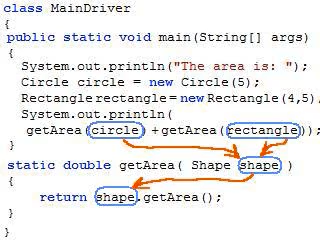 class MainDriver
{
public static void main(String[] args)
{
System.out.println("The area is: ");
Circle circle = new Circle(5);
Rectangle rectangle = new Rectangle(4,5);
System.out.println(
getArea(circle) +getArea(rectangle));
}
static double getArea( Shape shape )
{
return shape.getArea();
}
}